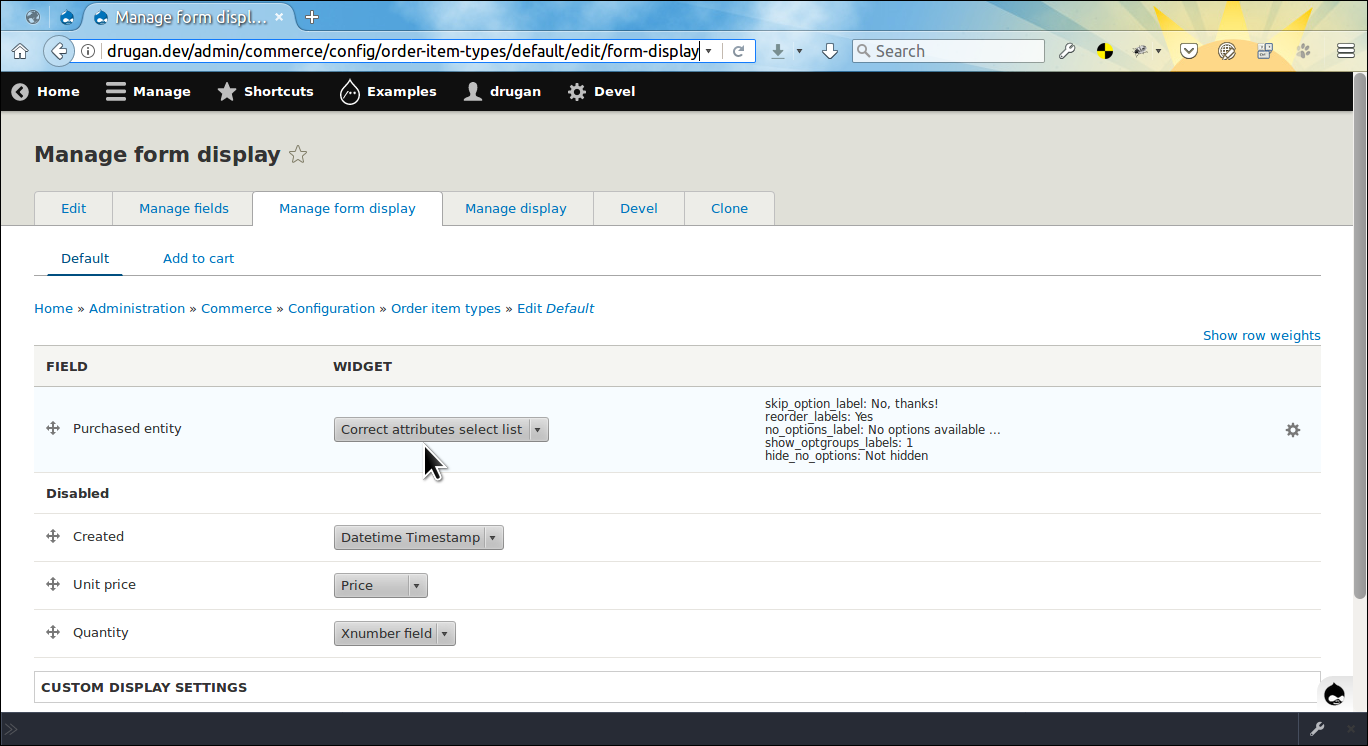 Manage form displ...
drugan.dev/admin/commerce/config/order-item-types/default/edit/form-display
Search
Home Manage Shortcuts Examples drugan Devel
Manage form display
Edit Manage fields Manage form display Manage display Devel Clone
Default Add to cart
Home » Administration » Commerce » Configuration » Order item types » Edit Default
Show row weights
FIELD WIDGET
Purchased entity
Correct attributes select list
skip_option_label: No, thanks!
reorder_labels: Yes
no_options_label: No options available ...
show_optgroups_labels: 1
hide_no_options: Not hidden
Disabled
Created Datetime Timestamp
Unit price Price
Quantity Xnumber field
CUSTOM DISPLAY SETTINGS